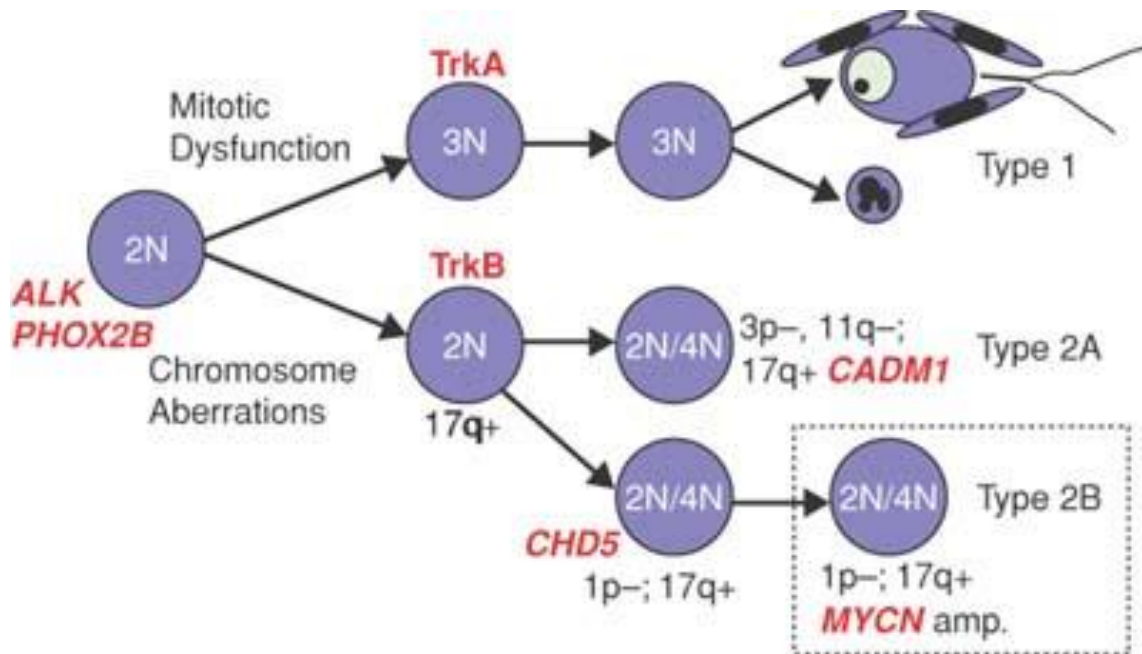 TrkA
Mitotic
Dysfunction
3N
3N
Type 1
2N
ALK
PHOX2B
TrkB
2N
17q+
Chromosome
Aberrations
2N/4N
3p–, 11q–;
17q+ CADM1
Type 2A
2N/4N
CHD5
1p–; 17q+
2N/4N
Type 2B
1p–; 17q+
MYCN amp.